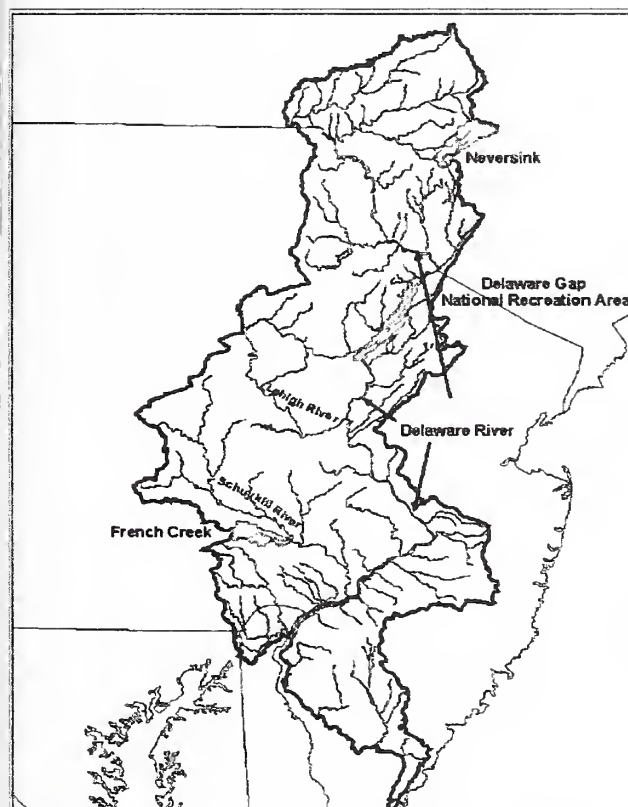 Neversink
Delaware Gap
National Recreation Area
Lehigh River
Delaware River
Schuylkill River
French Creek